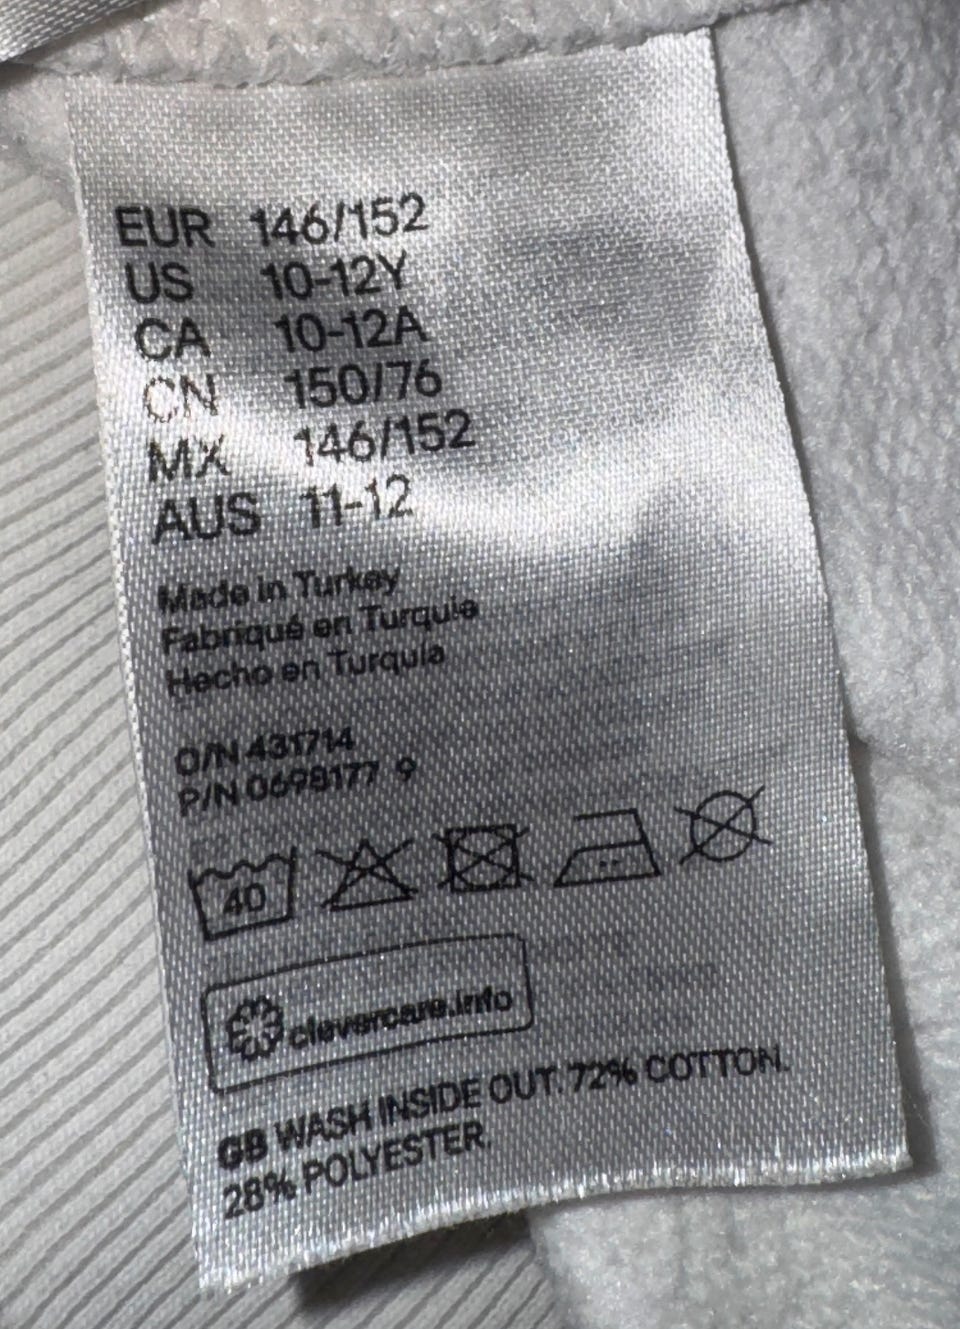 EUR 146/152
US 10-12Y
CA 10-12A
CN 150/76
MX 146/152
AUS 11-12
Made in Turkey
Fabriqué en Turquie
Hecho en Turquía
O/N 431714
P/N 0698177 9
40
clevercare.info
GB WASH INSIDE OUT. 72% COTTON.
28% POLYESTER.